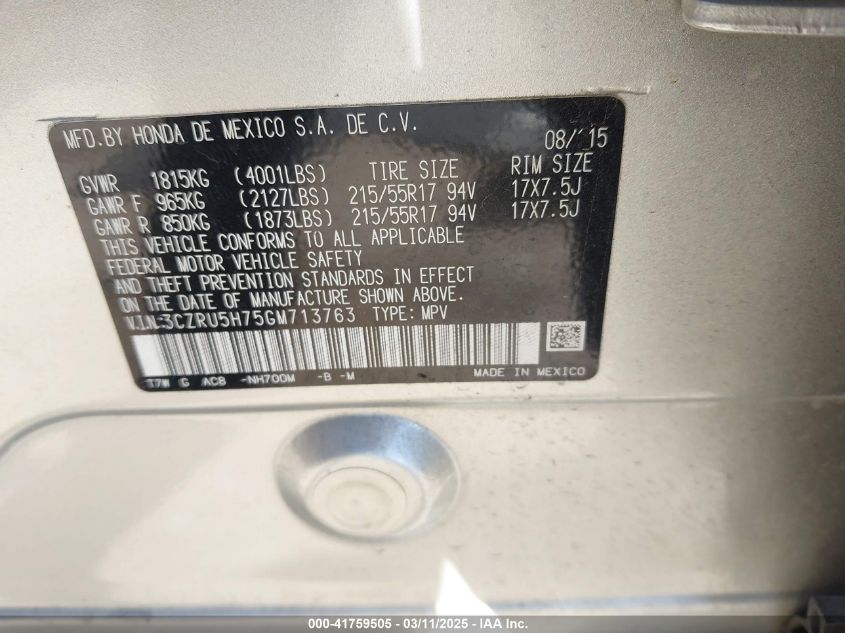 MFD.BY HONDA DE MEXICO S.A. DE C.V.
08/'15
GVWR 1815KG (4001LBS) TIRE SIZE RIM SIZE
GAWR F 965KG (2127LBS) 215/55R17 94V 17X7.5J
GAWR R 850KG (1873LBS) 215/55R17 94V 17X7.5J
THIS VEHICLE CONFORMS TO ALL APPLICABLE
FEDERAL MOTOR VEHICLE SAFETY
AND THEFT PREVENTION STANDARDS IN EFFECT
ON THE DATE OF MANUFACTURE SHOWN ABOVE.
V.I.N:3CZRU5H75GM713763 TYPE: MPV
T7W G ACB -NH700M -B -M MADE IN MEXICO
000-41759505 - 03/11/2025 - IAA Inc.